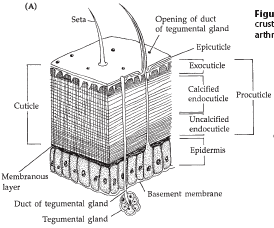 (A)
Seta
Opening of duct
of tegumental gland
Epicuticle
Exocuticle
Calcified
endocuticle
Procuticle
Uncalcified
endocuticle
Cuticle
Epidermis
Membranous
layer
Basement membrane
Duct of tegumental gland
Tegumental gland
Figu
crust
arthr